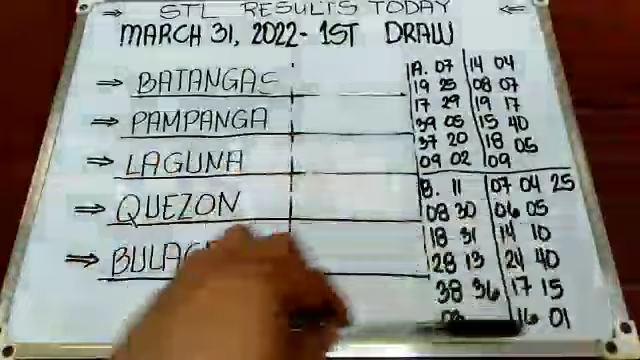 ⇒ STL RESULTS TODAY ⇐
MARCH 31, 2022- 1ST DRAW
⇒ BATANGAS
⇒ PAMPANGA
⇒ LAGUNA
⇒ QUEZON
⇒
A. 07 14 04
19 25 08 07
17 29 19 17
39 05 15 40
37 20 18 05
09 02 09
B. 11 07 04 25
08 30 06 05
18 31 14 10
28 13 24 40
38 36 17 15
16 01